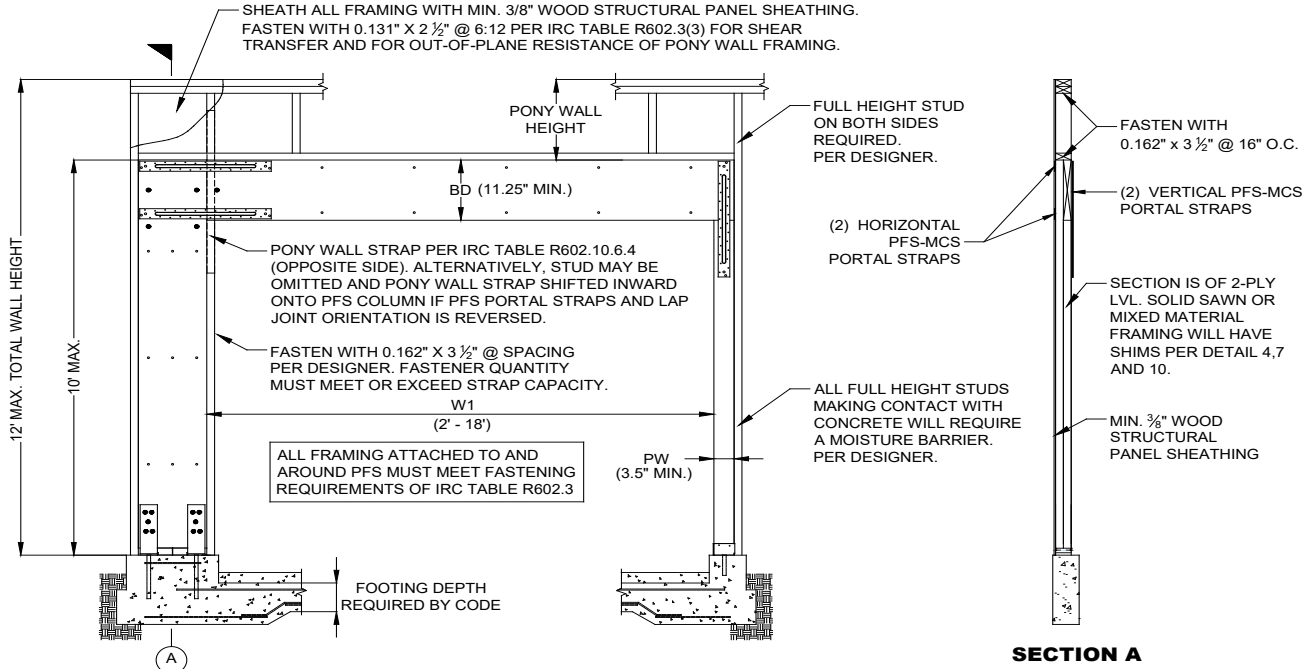 SHEATH ALL FRAMING WITH MIN. 3/8" WOOD STRUCTURAL PANEL SHEATHING.
FASTEN WITH 0.131" X 2 ½" @ 6:12 PER IRC TABLE R602.3(3) FOR SHEAR
TRANSFER AND FOR OUT-OF-PLANE RESISTANCE OF PONY WALL FRAMING.
PONY WALL
HEIGHT
FULL HEIGHT STUD
ON BOTH SIDES
REQUIRED.
PER DESIGNER.
FASTEN WITH
0.162" x 3 ½" @ 16" O.C.
BD (11.25" MIN.)
(2) VERTICAL PFS-MCS
PORTAL STRAPS
(2) HORIZONTAL
PFS-MCS
PORTAL STRAPS
12' MAX. TOTAL WALL HEIGHT
10' MAX.
PONY WALL STRAP PER IRC TABLE R602.10.6.4
(OPPOSITE SIDE). ALTERNATIVELY, STUD MAY BE
OMITTED AND PONY WALL STRAP SHIFTED INWARD
ONTO PFS COLUMN IF PFS PORTAL STRAPS AND LAP
JOINT ORIENTATION IS REVERSED.
SECTION IS OF 2-PLY
LVL. SOLID SAWN OR
MIXED MATERIAL
FRAMING WILL HAVE
SHIMS PER DETAIL 4,7
AND 10.
FASTEN WITH 0.162" X 3 ½" @ SPACING
PER DESIGNER. FASTENER QUANTITY
MUST MEET OR EXCEED STRAP CAPACITY.
W1
(2' - 18')
ALL FULL HEIGHT STUDS
MAKING CONTACT WITH
CONCRETE WILL REQUIRE
A MOISTURE BARRIER.
PER DESIGNER.
MIN. ⅜" WOOD
STRUCTURAL
PANEL SHEATHING
ALL FRAMING ATTACHED TO AND
AROUND PFS MUST MEET FASTENING
REQUIREMENTS OF IRC TABLE R602.3
PW
(3.5" MIN.)
FOOTING DEPTH
REQUIRED BY CODE
A
SECTION A